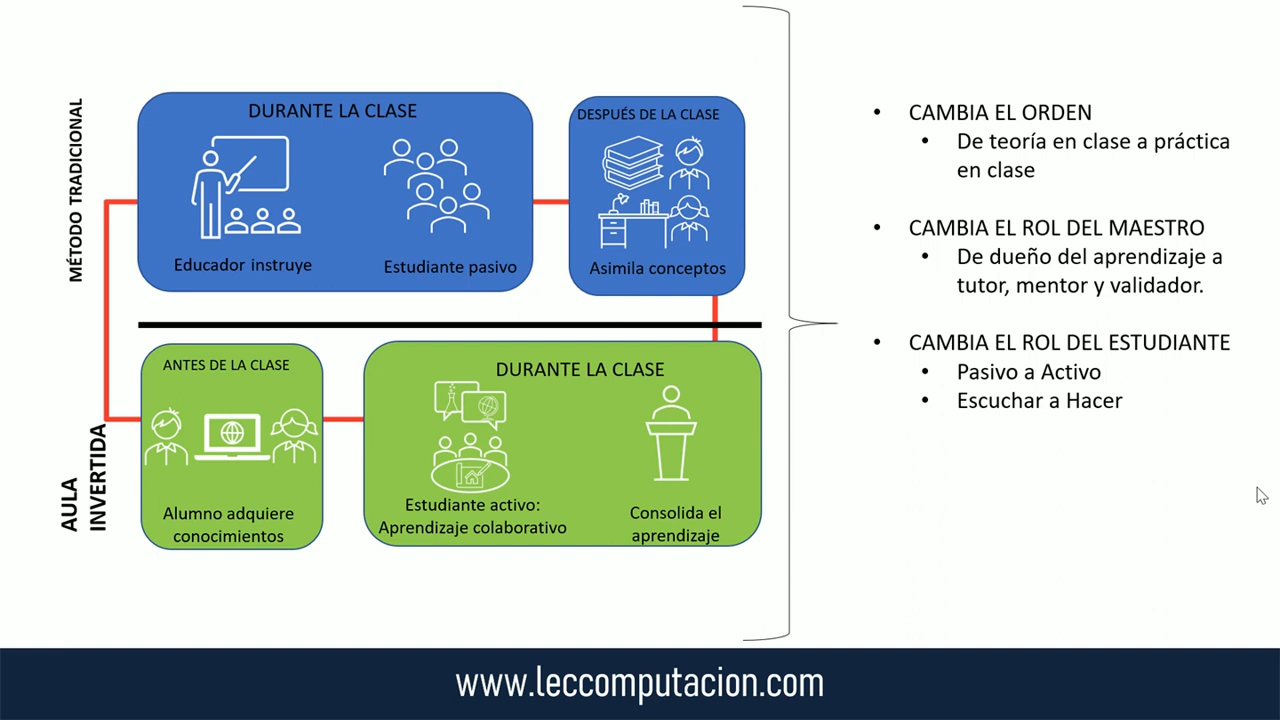 MÉTODO TRADICIONAL
DURANTE LA CLASE
Educador instruye
Estudiante pasivo
DESPUÉS DE LA CLASE
Asimila conceptos
AULA
INVERTIDA
ANTES DE LA CLASE
Alumno adquiere
conocimientos
DURANTE LA CLASE
Estudiante activo:
Aprendizaje colaborativo
Consolida el
aprendizaje
• CAMBIA EL ORDEN
• De teoría en clase a práctica
en clase
• CAMBIA EL ROL DEL MAESTRO
• De dueño del aprendizaje a
tutor, mentor y validador.
• CAMBIA EL ROL DEL ESTUDIANTE
• Pasivo a Activo
• Escuchar a Hacer
www.leccomputacion.com